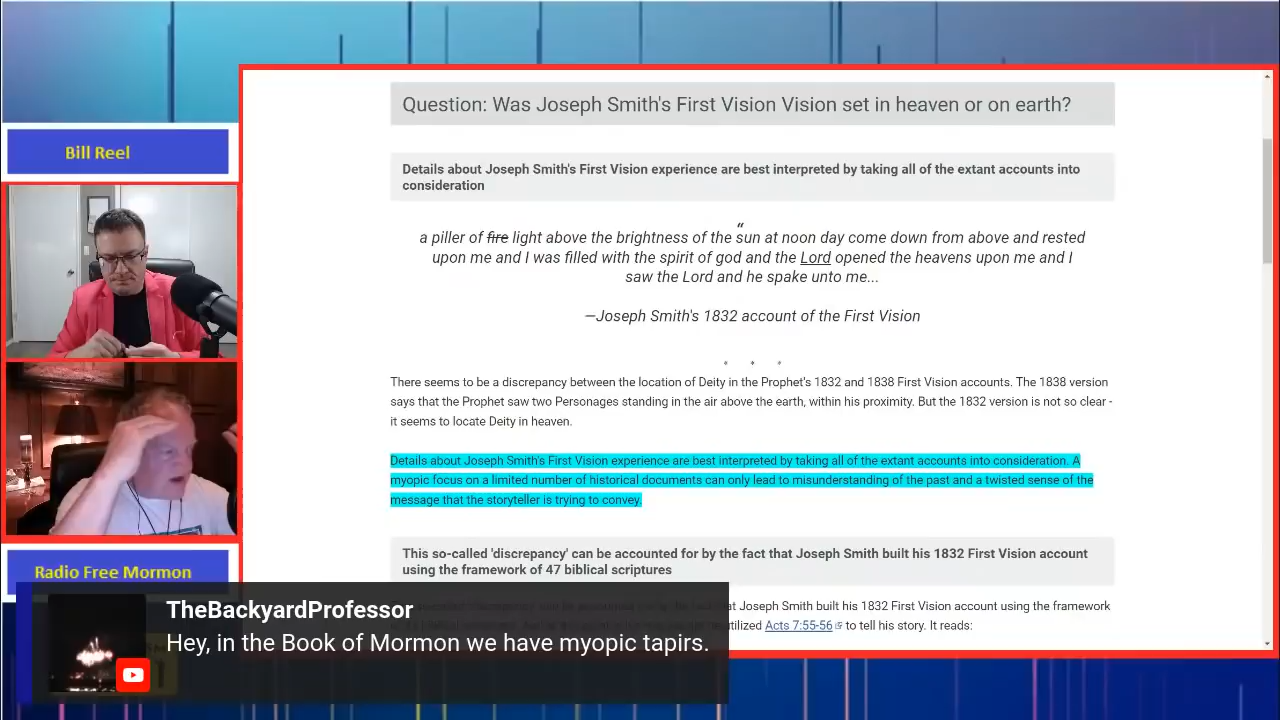 Bill Reel
Radio Free Mormon
Question: Was Joseph Smith's First Vision Vision set in heaven or on earth?
Details about Joseph Smith's First Vision experience are best interpreted by taking all of the extant accounts into
consideration
“
a piller of fire light above the brightness of the sun at noon day come down from above and rested
upon me and I was filled with the spirit of god and the Lord opened the heavens upon me and I
saw the Lord and he spake unto me...
—Joseph Smith's 1832 account of the First Vision
* * *
There seems to be a discrepancy between the location of Deity in the Prophet's 1832 and 1838 First Vision accounts. The 1838 version
says that the Prophet saw two Personages standing in the air above the earth, within his proximity. But the 1832 version is not so clear -
it seems to locate Deity in heaven.
Details about Joseph Smith's First Vision experience are best interpreted by taking all of the extant accounts into consideration. A
myopic focus on a limited number of historical documents can only lead to misunderstanding of the past and a twisted sense of the
message that the storyteller is trying to convey.
This so-called 'discrepancy' can be accounted for by the fact that Joseph Smith built his 1832 First Vision account
using the framework of 47 biblical scriptures
Joseph Smith built his 1832 First Vision account using the framework
utilized Acts 7:55-56 to tell his story. It reads:
TheBackyardProfessor
Hey, in the Book of Mormon we have myopic tapirs.